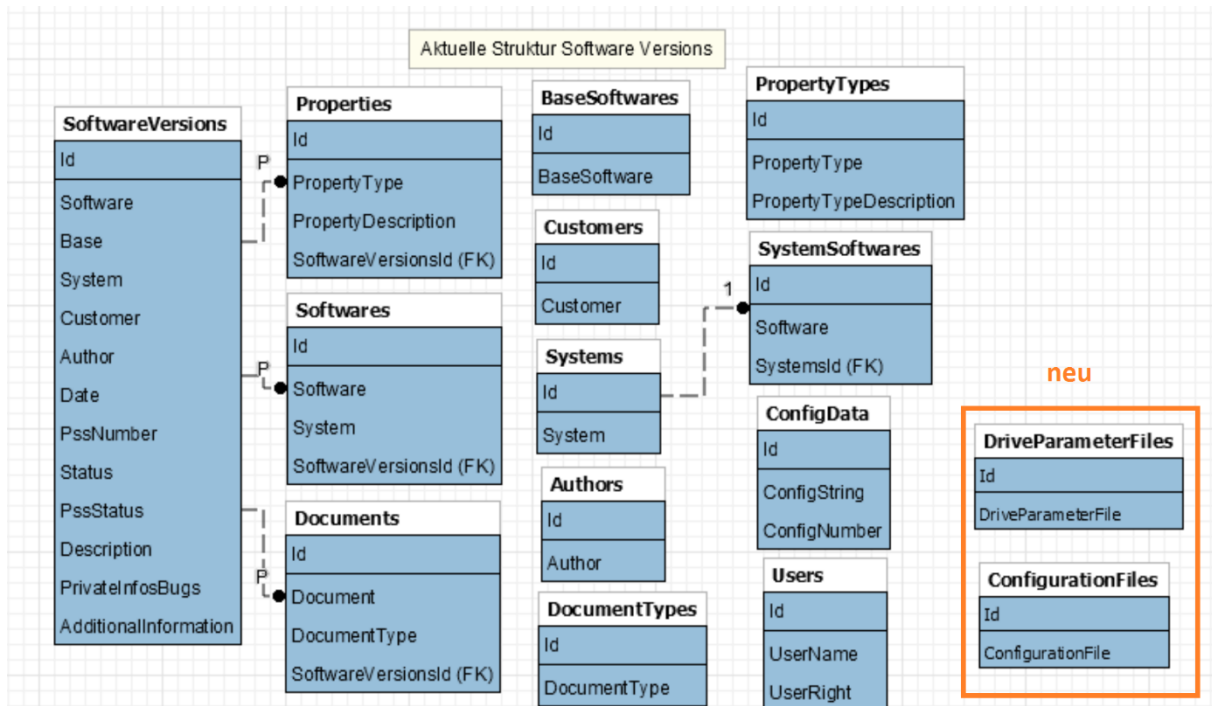 Aktuelle Struktur Software Versions
SoftwareVersions
Id
Software
Base
System
Customer
Author
Date
PssNumber
Status
PssStatus
Description
PrivateInfosBugs
AdditionalInformation
P
P
P
Properties
Id
PropertyType
PropertyDescription
SoftwareVersionsId (FK)
Softwares
Id
Software
System
SoftwareVersionsId (FK)
Documents
Id
Document
DocumentType
SoftwareVersionsId (FK)
BaseSoftwares
Id
BaseSoftware
Customers
Id
Customer
Systems
Id
System
Authors
Id
Author
DocumentTypes
Id
DocumentType
PropertyTypes
Id
PropertyType
PropertyTypeDescription
1
SystemSoftwares
Id
Software
SystemsId (FK)
ConfigData
Id
ConfigString
ConfigNumber
Users
Id
UserName
UserRight
neu
DriveParameterFiles
Id
DriveParameterFile
ConfigurationFiles
Id
ConfigurationFile